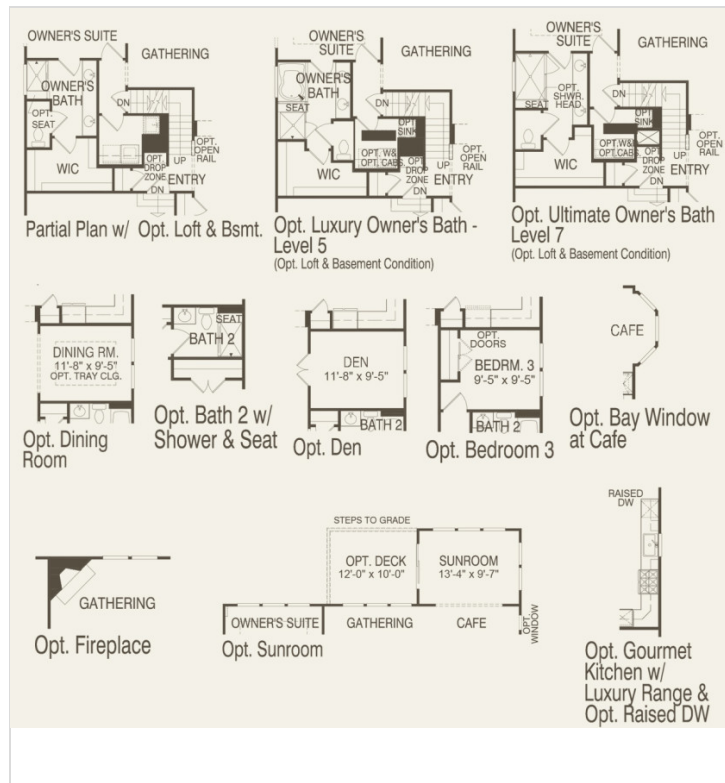 OWNER'S SUITE
GATHERING
OWNER'S
BATH
OPT.
SEAT
DN
WIC
OPT.
DROP
ZONE
UP
ENTRY
DN
OPT.
OPEN
RAIL
Partial Plan w/ Opt. Loft & Bsmt.
OWNER'S
SUITE
GATHERING
OWNER'S
BATH
SEAT
DN
OPT.
SINK
OPT. W&
OPT. CABS.
WIC
OPT.
DROP
ZONE
UP
ENTRY
DN
OPT.
OPEN
RAIL
Opt. Luxury Owner's Bath -
Level 5
(Opt. Loft & Basement Condition)
OWNER'S
SUITE
GATHERING
OPT.
SHWR.
HEAD
SEAT
DN
OPT.
SINK
OPT. W&
OPT. CABS.
WIC
OPT.
DROP
ZONE
UP
ENTRY
DN
OPT.
OPEN
RAIL
Opt. Ultimate Owner's Bath
Level 7
(Opt. Loft & Basement Condition)
DINING RM.
11'-8" x 9'-5"
OPT. TRAY CLG.
Opt. Dining
Room
SEAT
BATH 2
Opt. Bath 2 w/
Shower & Seat
DEN
11'-8" x 9'-5"
BATH 2
Opt. Den
OPT.
DOORS
BEDRM. 3
9'-5" x 9'-5"
BATH 2
Opt. Bedroom 3
CAFE
Opt. Bay Window
at Cafe
GATHERING
Opt. Fireplace
STEPS TO GRADE
OPT. DECK
12'-0" x 10'-0"
SUNROOM
13'-4" x 9'-7"
OWNER'S SUITE
GATHERING
CAFE
OPT.
WINDOW
Opt. Sunroom
RAISED
DW
Opt. Gourmet
Kitchen w/
Luxury Range &
Opt. Raised DW